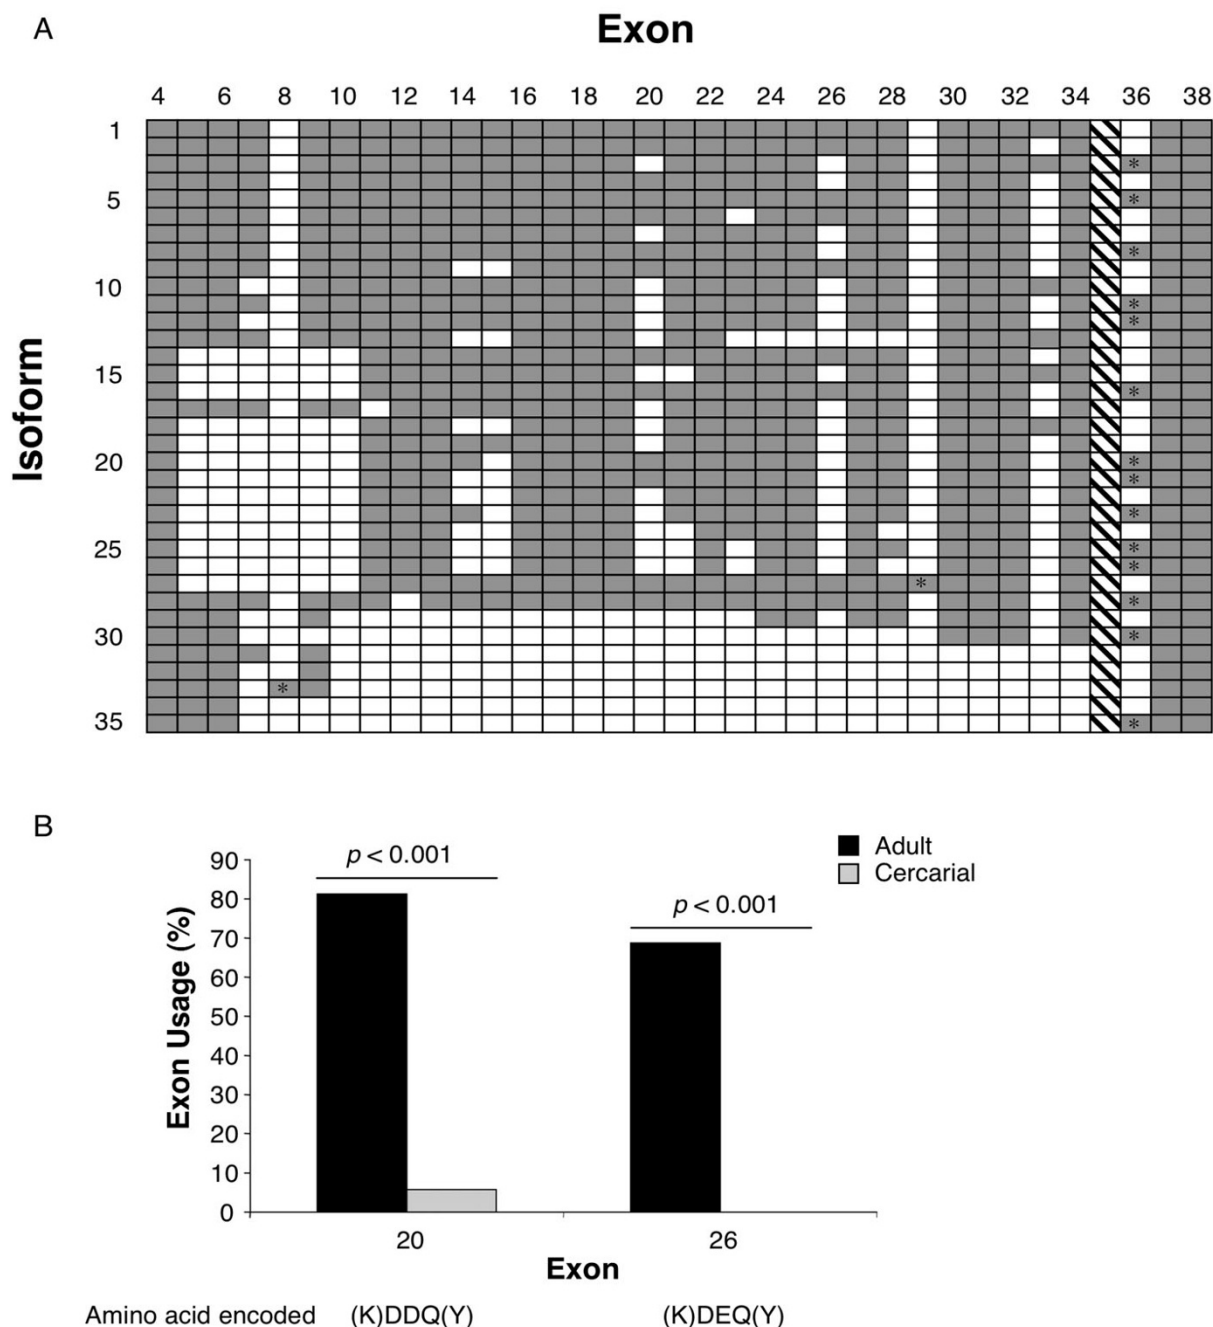 A
Exon
4 6 8 10 12 14 16 18 20 22 24 26 28 30 32 34 36 38
1
*
5
*
*
10
*
*
15
*
20
*
*
*
25
*
*
*
*
30
*
*
35
*
Isoform
B
Adult
Cercarial
p < 0.001
p < 0.001
90
80
70
60
50
40
30
20
10
0
Exon Usage (%)
20 26
Exon
Amino acid encoded (K)DDQ(Y) (K)DEQ(Y)